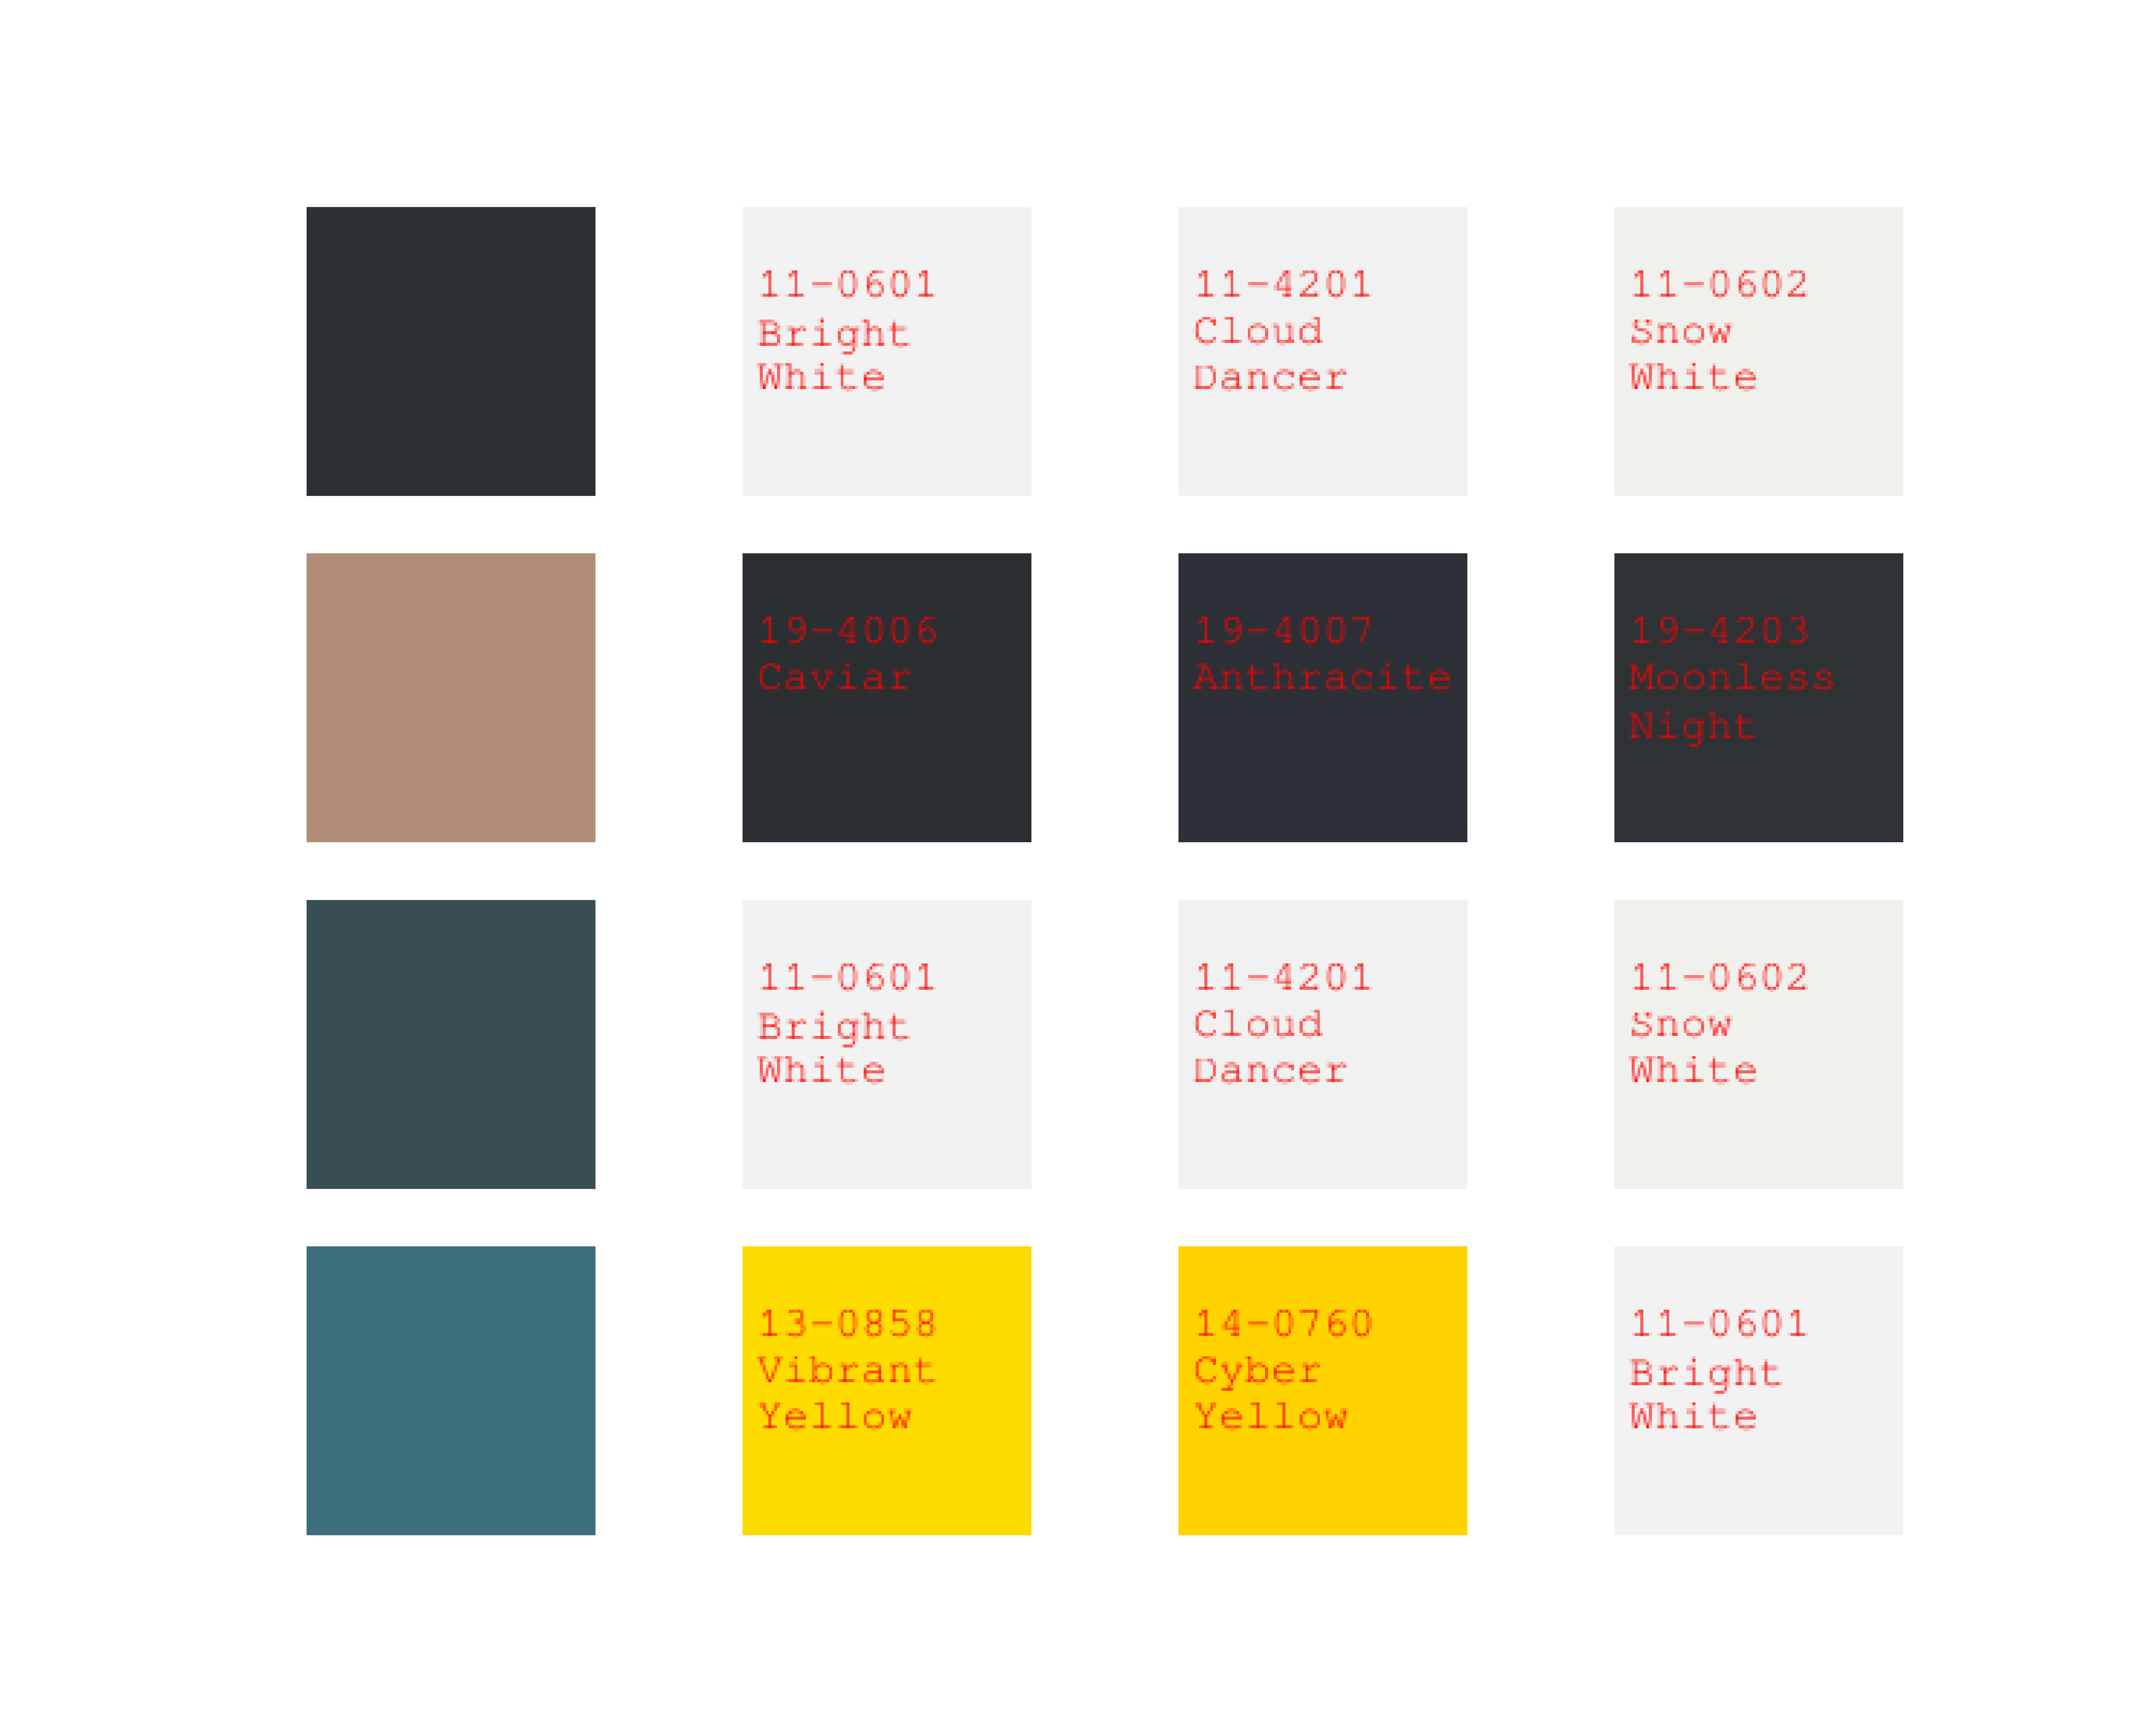 11-0601
Bright
White
11-4201
Cloud
Dancer
11-0602
Snow
White
19-4006
Caviar
19-4007
Anthracite
19-4203
Moonless
Night
11-0601
Bright
White
11-4201
Cloud
Dancer
11-0602
Snow
White
13-0858
Vibrant
Yellow
14-0760
Cyber
Yellow
11-0601
Bright
White